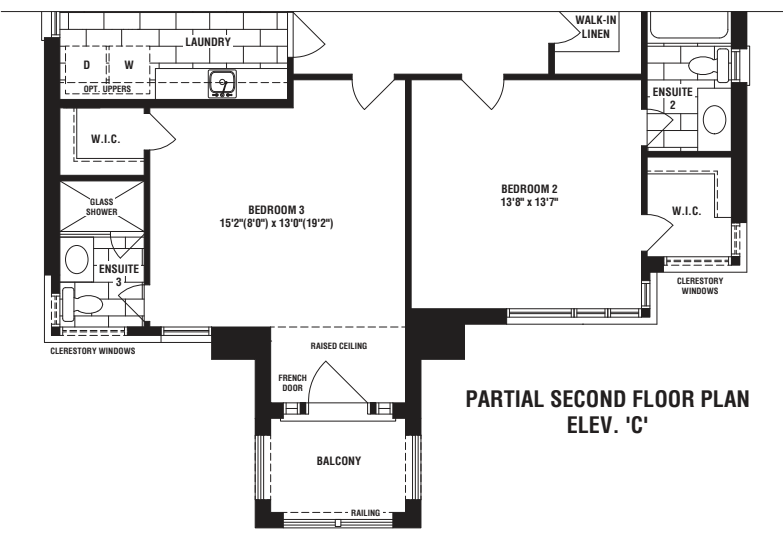 WALK-IN
LINEN
LAUNDRY
D
W
OPT. UPPERS
ENSUITE
2
W.I.C.
GLASS
SHOWER
BEDROOM 3
15'2"(8'0") x 13'0"(19'2")
BEDROOM 2
13'8" x 13'7"
W.I.C.
ENSUITE
3
CLERESTORY
WINDOWS
CLERESTORY WINDOWS
RAISED CEILING
FRENCH
DOOR
PARTIAL SECOND FLOOR PLAN
ELEV. 'C'
BALCONY
RAILING